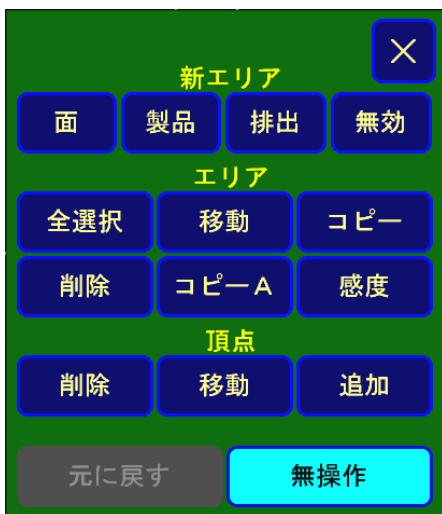 ×
新エリア
面 製品 排出 無効
エリア
全選択 移動 コピー
削除 コピーA 感度
頂点
削除 移動 追加
元に戻す 無操作